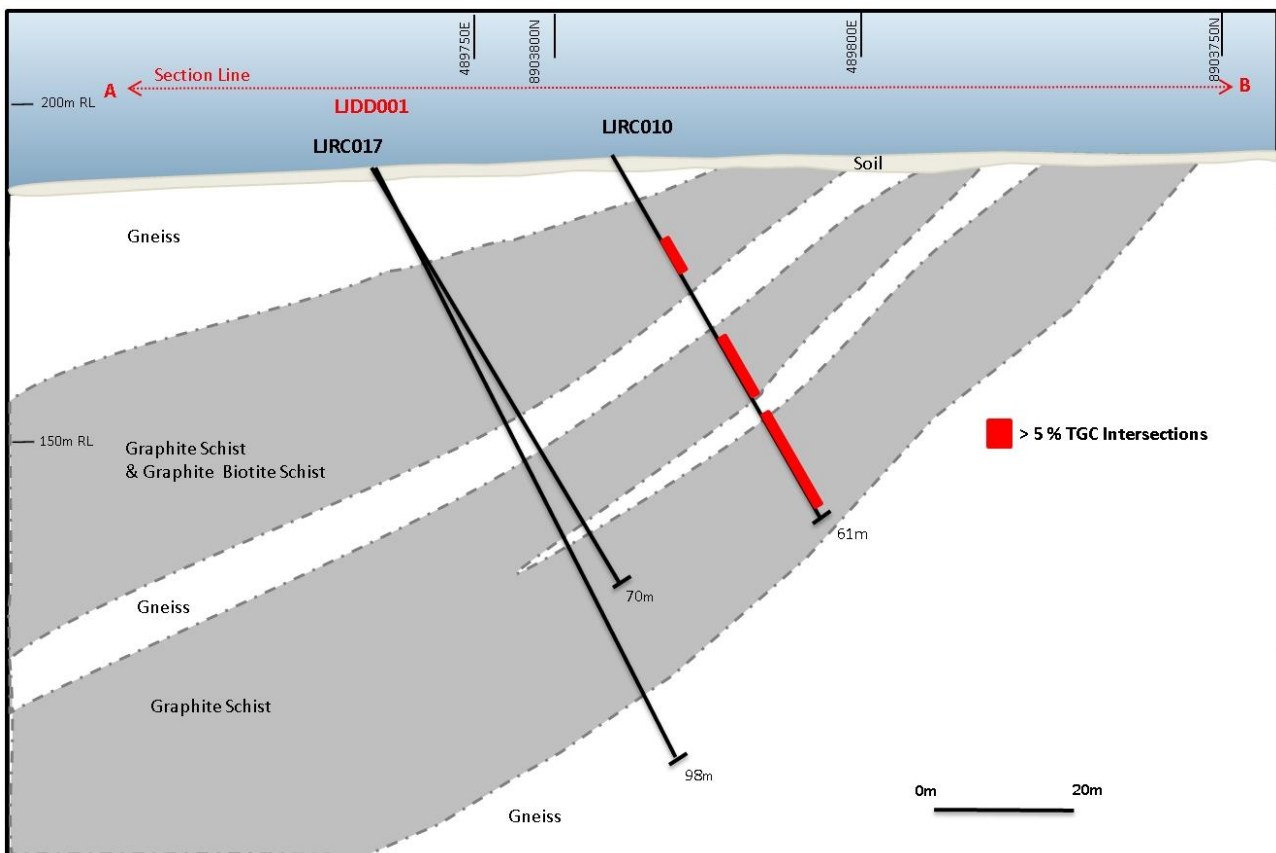 489750E
8903800N
489800E
8903750N
Section Line
A
B
200m RL
LJDD001
LJRC017
LJRC010
Soil
Gneiss
150m RL
Graphite Schist
& Graphite Biotite Schist
> 5 % TGC Intersections
61m
70m
Gneiss
Graphite Schist
98m
0m
20m
Gneiss